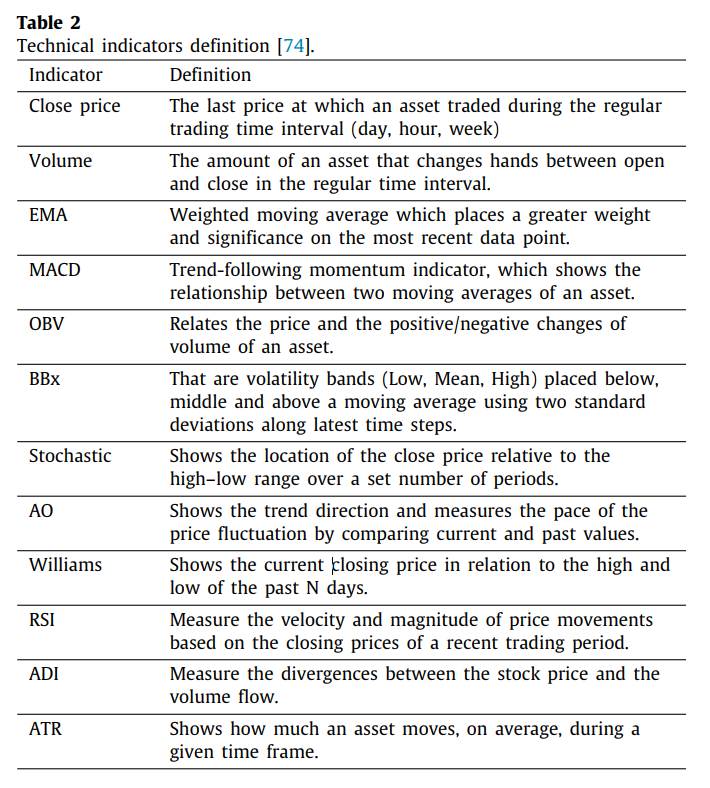 Table 2
Technical indicators definition [74].
Indicator Definition
Close price The last price at which an asset traded during the regular
trading time interval (day, hour, week)
Volume The amount of an asset that changes hands between open
and close in the regular time interval.
EMA Weighted moving average which places a greater weight
and significance on the most recent data point.
MACD Trend-following momentum indicator, which shows the
relationship between two moving averages of an asset.
OBV Relates the price and the positive/negative changes of
volume of an asset.
BBx That are volatility bands (Low, Mean, High) placed below,
middle and above a moving average using two standard
deviations along latest time steps.
Stochastic Shows the location of the close price relative to the
high–low range over a set number of periods.
AO Shows the trend direction and measures the pace of the
price fluctuation by comparing current and past values.
Williams Shows the current closing price in relation to the high and
low of the past N days.
RSI Measure the velocity and magnitude of price movements
based on the closing prices of a recent trading period.
ADI Measure the divergences between the stock price and the
volume flow.
ATR Shows how much an asset moves, on average, during a
given time frame.